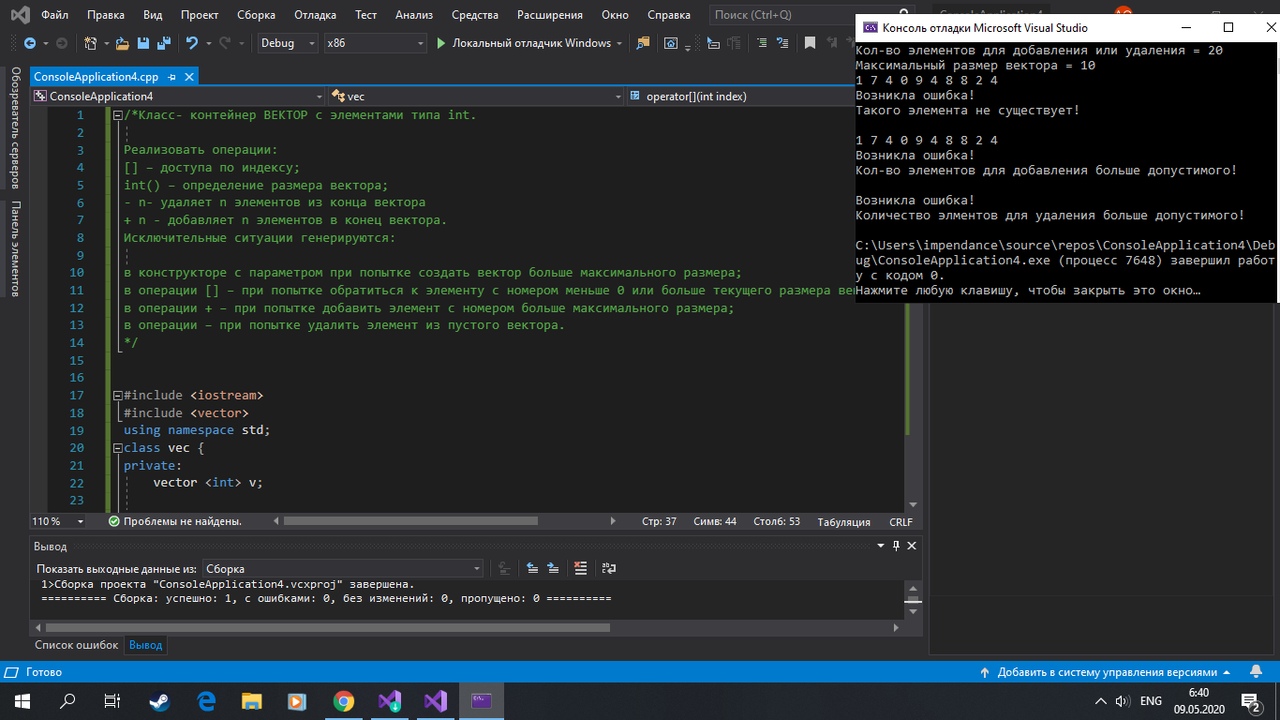 Файл Правка Вид Проект Сборка Отладка Тест Анализ Средства Расширения Окно Справка Поиск (Ctrl+Q)
Debug x86 Локальный отладчик Windows
Консоль отладки Microsoft Visual Studio
Кол-во элементов для добавления или удаления = 20
Максимальный размер вектора = 10
1 7 4 0 9 4 8 8 2 4
Возникла ошибка!
Такого элемента не существует!
1 7 4 0 9 4 8 8 2 4
Возникла ошибка!
Кол-во элементов для добавления больше допустимого!
Возникла ошибка!
Количество элментов для удаления больше допустимого!
C:\Users\impendance\source\repos\ConsoleApplication4\Deb
ug\ConsoleApplication4.exe (процесс 7648) завершил работ
у с кодом 0.
Нажмите любую клавишу, чтобы закрыть это окно…
Обозреватель серверов
Панель элементов
ConsoleApplication4.cpp
ConsoleApplication4 vec operator[](int index)
1 /*Класс- контейнер ВЕКТОР с элементами типа int.
2
3 Реализовать операции:
4 [] – доступа по индексу;
5 int() – определение размера вектора;
6 - n- удаляет n элементов из конца вектора
7 + n - добавляет n элементов в конец вектора.
8 Исключительные ситуации генерируются:
9
10 в конструкторе с параметром при попытке создать вектор больше максимального размера;
11 в операции [] – при попытке обратиться к элементу с номером меньше 0 или больше текущего размера
12 в операции + – при попытке добавить элемент с номером больше максимального размера;
13 в операции – при попытке удалить элемент из пустого вектора.
14 */
15
16
17 #include <iostream>
18 #include <vector>
19 using namespace std;
20 class vec {
21 private:
22 vector <int> v;
23
110 % Проблемы не найдены. Стр: 37 Симв: 44 Столб: 53 Табуляция CRLF
Вывод
Показать выходные данные из: Сборка
1>Сборка проекта "ConsoleApplication4.vcxproj" завершена.
========== Сборка: успешно: 1, с ошибками: 0, без изменений: 0, пропущено: 0 ==========
Список ошибок Вывод
Готово Добавить в систему управления версиями
ENG 6:40
09.05.2020
2